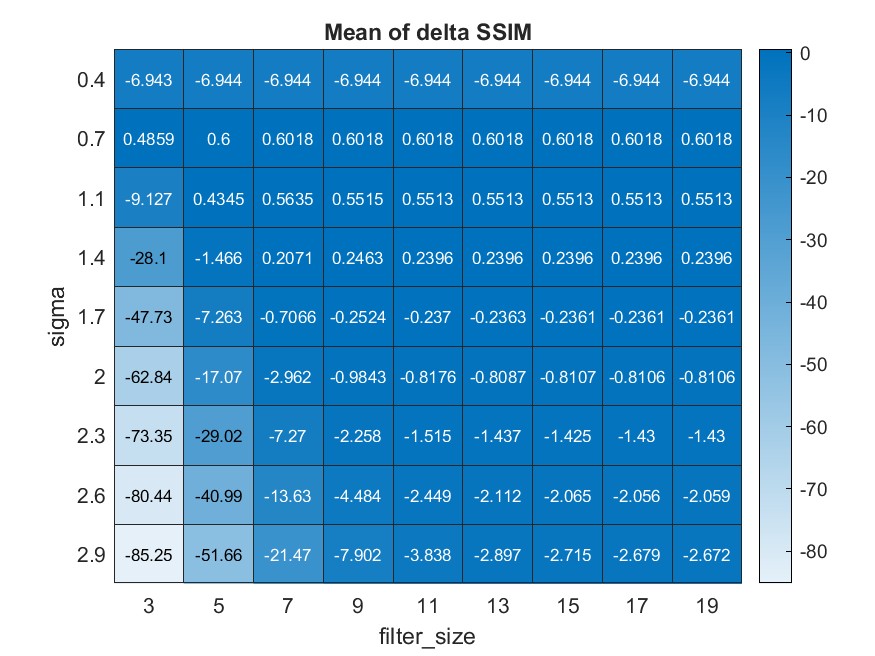 Mean of delta SSIM
0.4 -6.943 -6.944 -6.944 -6.944 -6.944 -6.944 -6.944 -6.944 -6.944
0.7 0.4859 0.6 0.6018 0.6018 0.6018 0.6018 0.6018 0.6018 0.6018
1.1 -9.127 0.4345 0.5635 0.5515 0.5513 0.5513 0.5513 0.5513 0.5513
1.4 -28.1 -1.466 0.2071 0.2463 0.2396 0.2396 0.2396 0.2396 0.2396
1.7 -47.73 -7.263 -0.7066 -0.2524 -0.237 -0.2363 -0.2361 -0.2361 -0.2361
2 -62.84 -17.07 -2.962 -0.9843 -0.8176 -0.8087 -0.8107 -0.8106 -0.8106
2.3 -73.35 -29.02 -7.27 -2.258 -1.515 -1.437 -1.425 -1.43 -1.43
2.6 -80.44 -40.99 -13.63 -4.484 -2.449 -2.112 -2.065 -2.056 -2.059
2.9 -85.25 -51.66 -21.47 -7.902 -3.838 -2.897 -2.715 -2.679 -2.672
3 5 7 9 11 13 15 17 19
filter_size
sigma
0
-10
-20
-30
-40
-50
-60
-70
-80